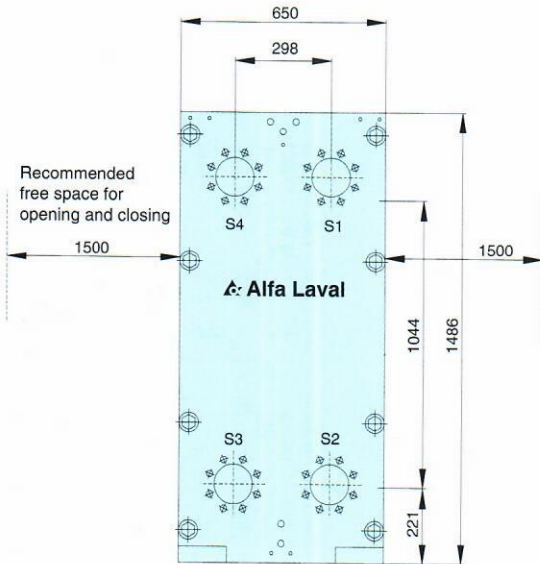 650
298
Recommended
free space for
opening and closing
S4
S1
1500
1500
Alfa Laval
1044
1486
S3
S2
221